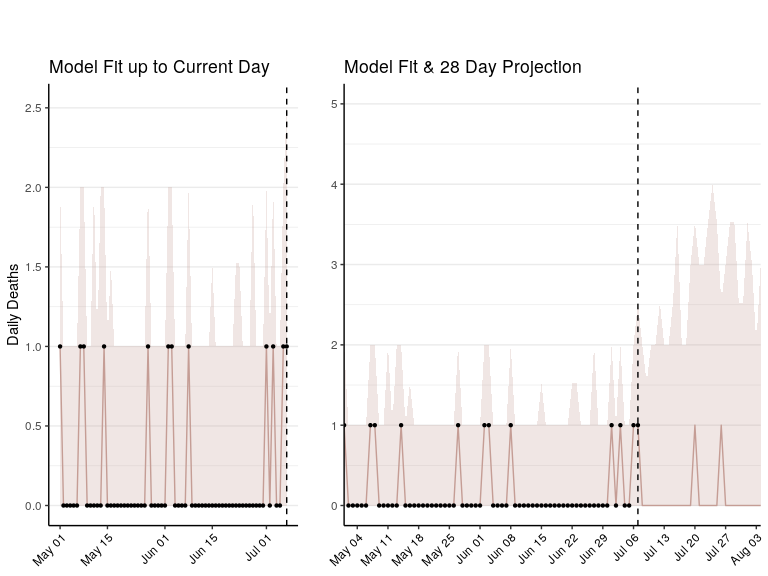 Model Fit up to Current Day
Model Fit & 28 Day Projection
Daily Deaths
2.5
2.0
1.5
1.0
0.5
0.0
May 01
May 15
Jun 01
Jun 15
Jul 01
5
4
3
2
1
0
May 04
May 11
May 18
May 25
Jun 01
Jun 08
Jun 15
Jun 22
Jun 29
Jul 06
Jul 13
Jul 20
Jul 27
Aug 03